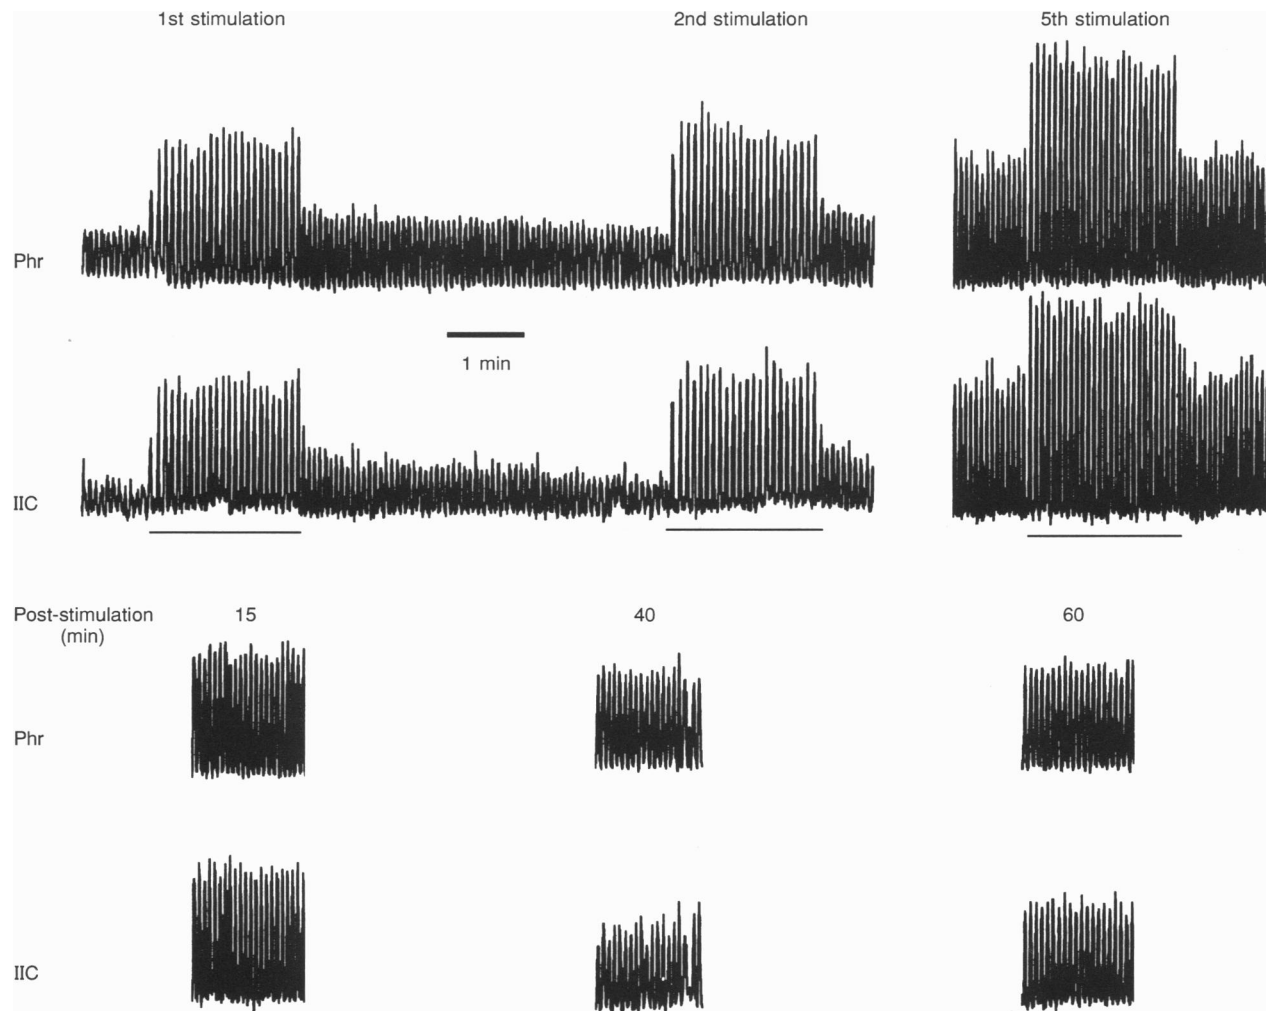 1st stimulation
2nd stimulation
5th stimulation
Phr
1 min
IIC
Post-stimulation
(min)
15
40
60
Phr
IIC